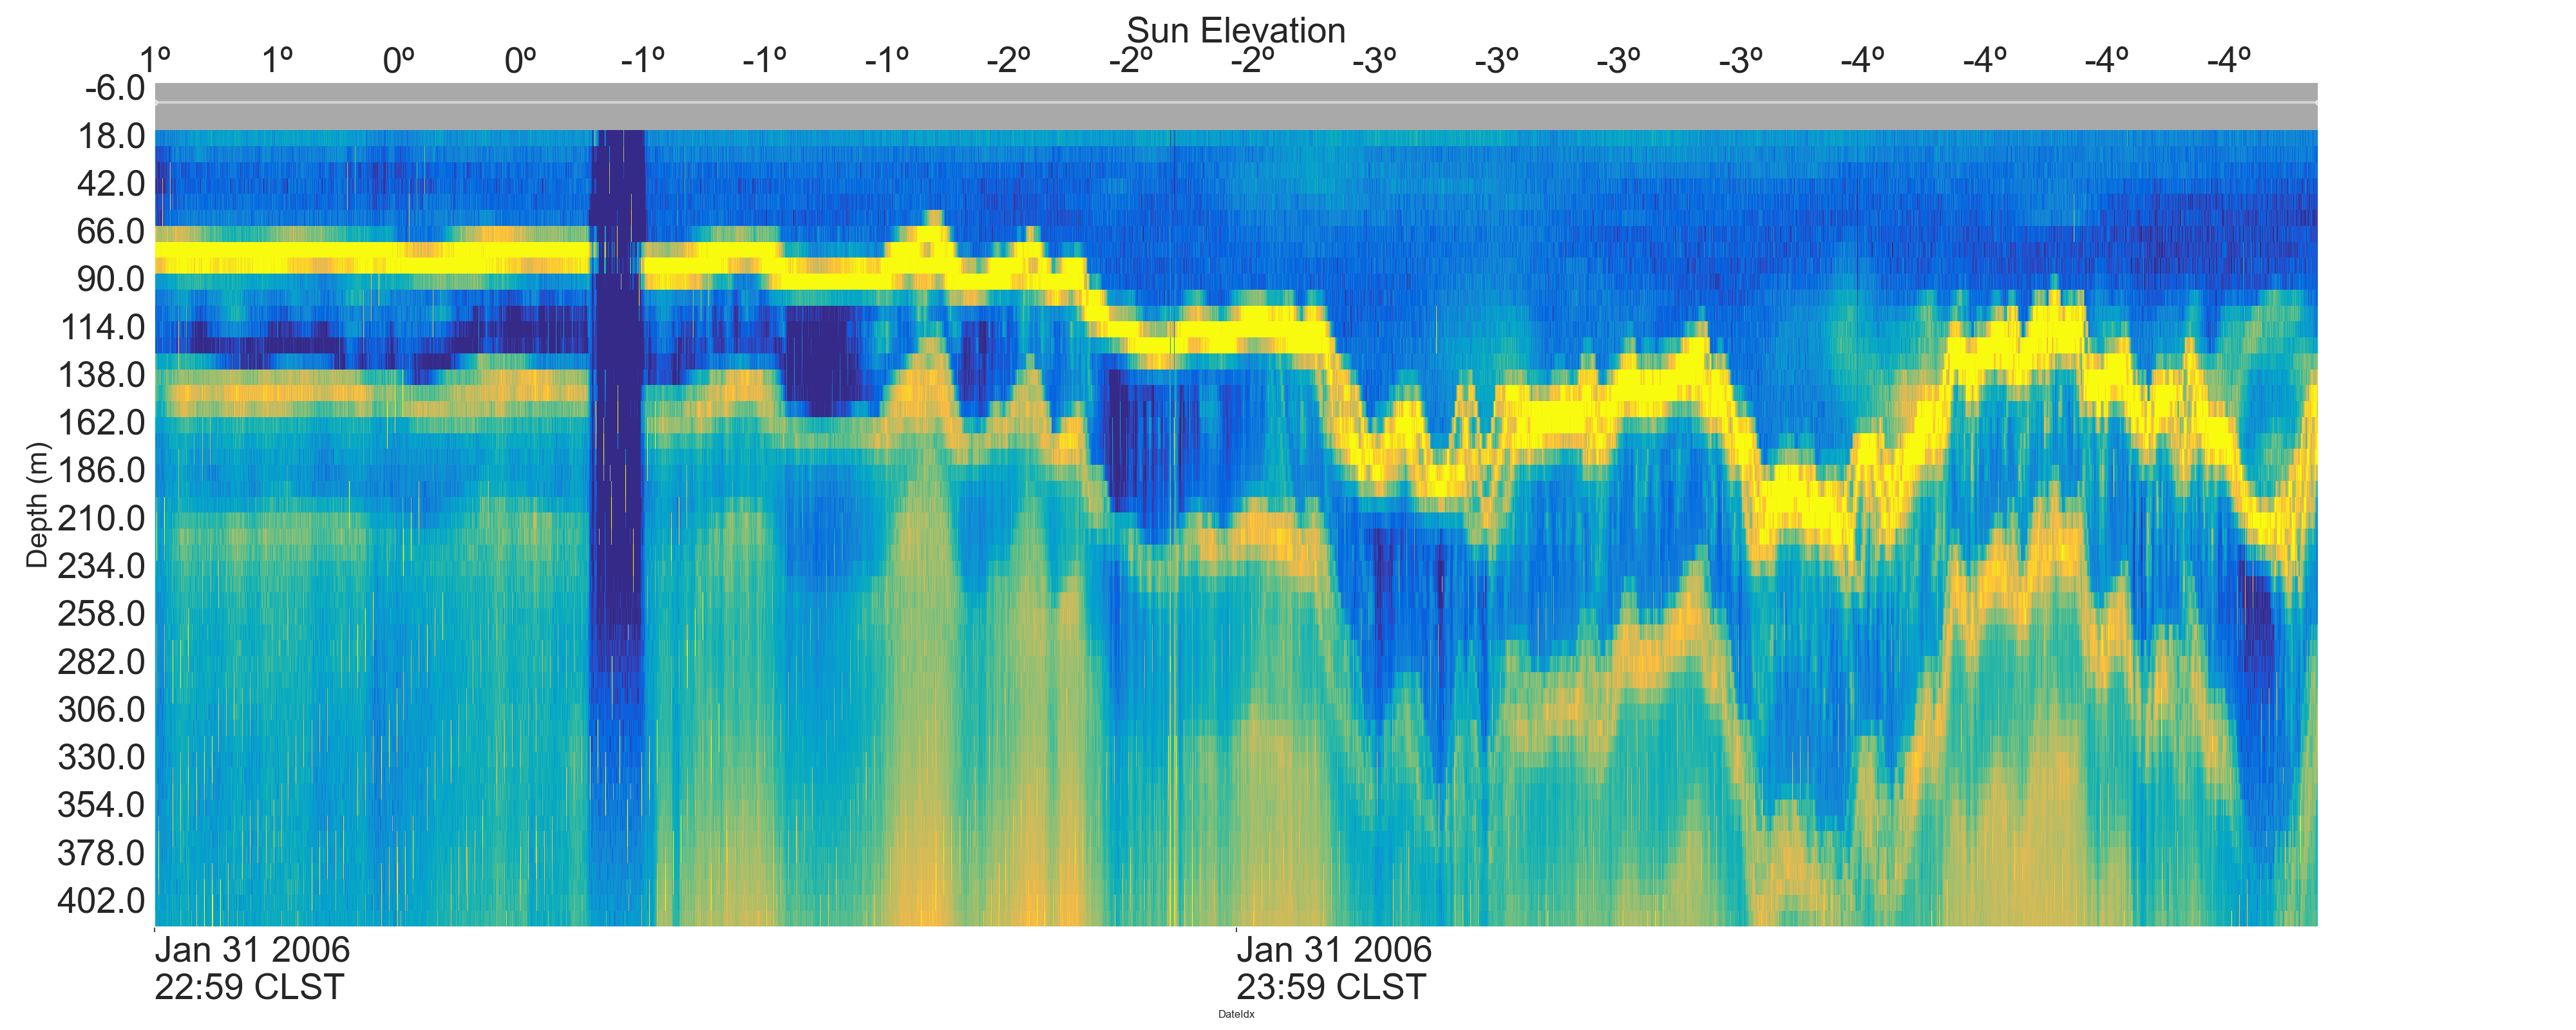 Sun Elevation
1º 1º 0º 0º -1º -1º -1º -2º -2º -2º -3º -3º -3º -3º -4º -4º -4º -4º
-6.0
18.0
42.0
66.0
90.0
114.0
138.0
162.0
186.0
210.0
234.0
258.0
282.0
306.0
330.0
354.0
378.0
402.0
Depth (m)
Jan 31 2006
22:59 CLST
Jan 31 2006
23:59 CLST
DateIdx